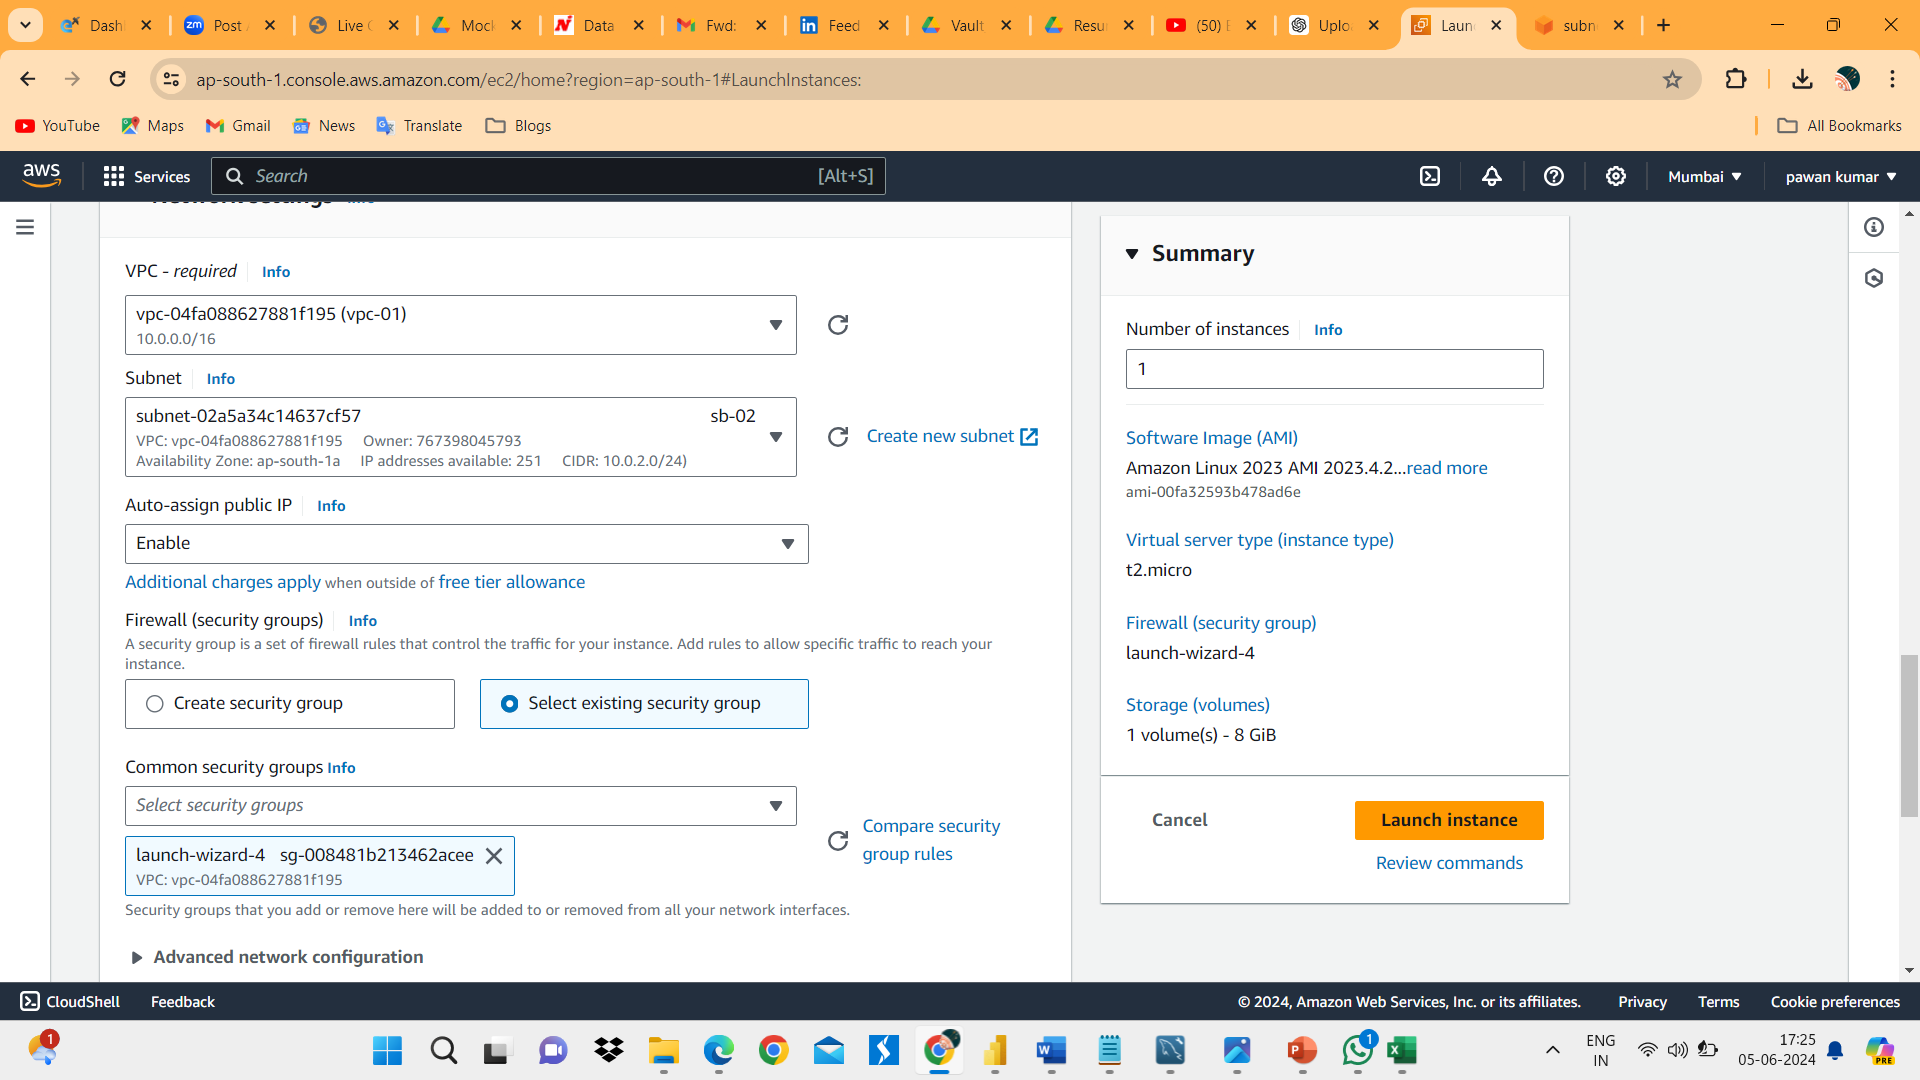 Dash
Post
Live
Mock
Data
Fwd:
Feed
Vault
Resu
(50)
Uplo
Laun
subn
ap-south-1.console.aws.amazon.com/ec2/home?region=ap-south-1#LaunchInstances:
YouTube
Maps
Gmail
News
Translate
Blogs
All Bookmarks
aws
Services
Search
[Alt+S]
Mumbai
pawan kumar
Network settings Info
VPC - required
Info
vpc-04fa088627881f195 (vpc-01)
10.0.0.0/16
Subnet
Info
subnet-02a5a34c14637cf57 sb-02
VPC: vpc-04fa088627881f195 Owner: 767398045793
Availability Zone: ap-south-1a IP addresses available: 251 CIDR: 10.0.2.0/24)
Create new subnet
Auto-assign public IP
Info
Enable
Additional charges apply when outside of free tier allowance
Firewall (security groups)
Info
A security group is a set of firewall rules that control the traffic for your instance. Add rules to allow specific traffic to reach your
instance.
Create security group
Select existing security group
Common security groups Info
Select security groups
launch-wizard-4 sg-008481b213462acee
VPC: vpc-04fa088627881f195
Compare security
group rules
Security groups that you add or remove here will be added to or removed from all your network interfaces.
Advanced network configuration
Summary
Number of instances
Info
1
Software Image (AMI)
Amazon Linux 2023 AMI 2023.4.2...read more
ami-00fa32593b478ad6e
Virtual server type (instance type)
t2.micro
Firewall (security group)
launch-wizard-4
Storage (volumes)
1 volume(s) - 8 GiB
Cancel
Launch instance
Review commands
CloudShell
Feedback
© 2024, Amazon Web Services, Inc. or its affiliates.
Privacy
Terms
Cookie preferences
1
1
ENG
IN
17:25
05-06-2024
PRE